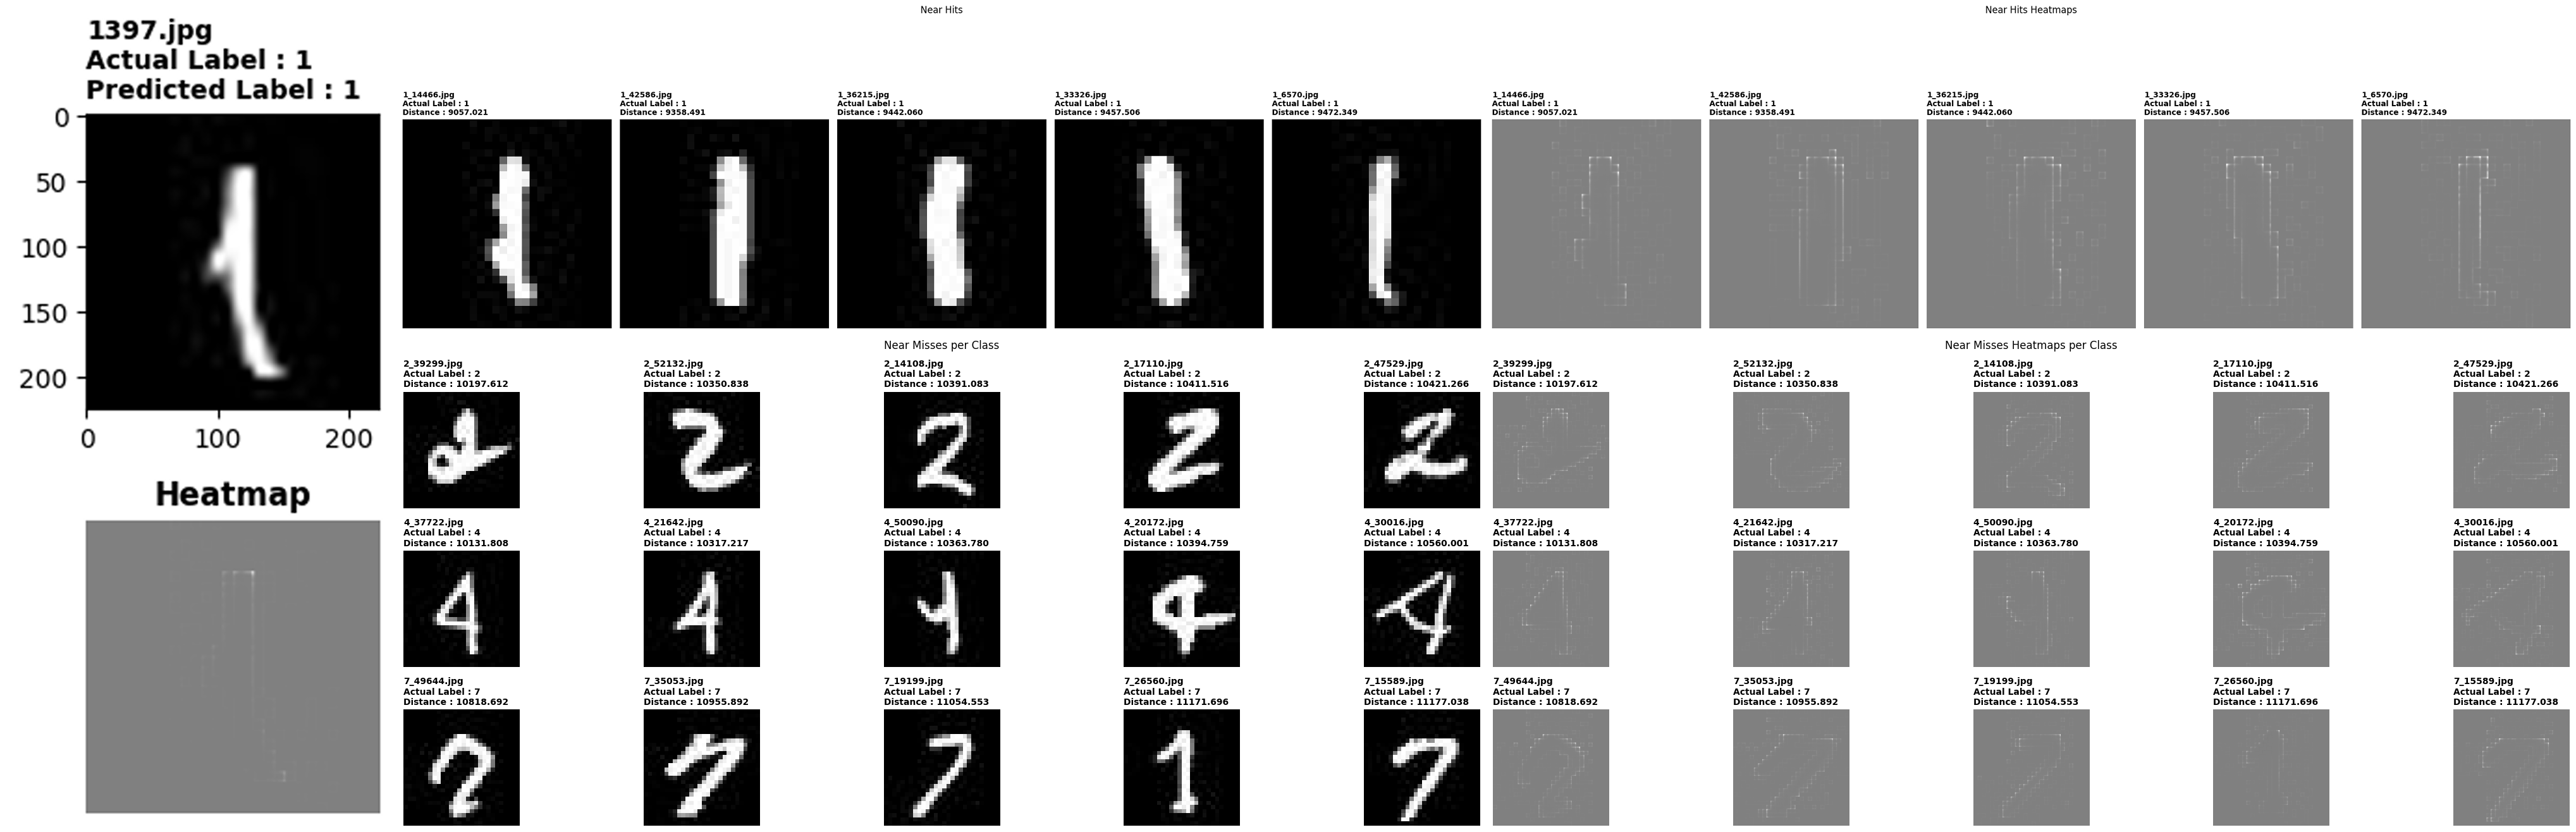 1397.jpg
Actual Label : 1
Predicted Label : 1
0
50
100
150
200
0 100 200
Heatmap
Near Hits
1_14466.jpg
Actual Label : 1
Distance : 9057.021
1_42586.jpg
Actual Label : 1
Distance : 9358.491
1_36215.jpg
Actual Label : 1
Distance : 9442.060
1_33326.jpg
Actual Label : 1
Distance : 9457.506
1_6570.jpg
Actual Label : 1
Distance : 9472.349
Near Hits Heatmaps
1_14466.jpg
Actual Label : 1
Distance : 9057.021
1_42586.jpg
Actual Label : 1
Distance : 9358.491
1_36215.jpg
Actual Label : 1
Distance : 9442.060
1_33326.jpg
Actual Label : 1
Distance : 9457.506
1_6570.jpg
Actual Label : 1
Distance : 9472.349
Near Misses per Class
2_39299.jpg
Actual Label : 2
Distance : 10197.612
2_52132.jpg
Actual Label : 2
Distance : 10350.838
2_14108.jpg
Actual Label : 2
Distance : 10391.083
2_17110.jpg
Actual Label : 2
Distance : 10411.516
2_47529.jpg
Actual Label : 2
Distance : 10421.266
4_37722.jpg
Actual Label : 4
Distance : 10131.808
4_21642.jpg
Actual Label : 4
Distance : 10317.217
4_50090.jpg
Actual Label : 4
Distance : 10363.780
4_20172.jpg
Actual Label : 4
Distance : 10394.759
4_30016.jpg
Actual Label : 4
Distance : 10560.001
7_49644.jpg
Actual Label : 7
Distance : 10818.692
7_35053.jpg
Actual Label : 7
Distance : 10955.892
7_19199.jpg
Actual Label : 7
Distance : 11054.553
7_26560.jpg
Actual Label : 7
Distance : 11171.696
7_15589.jpg
Actual Label : 7
Distance : 11177.038
Near Misses Heatmaps per Class
2_39299.jpg
Actual Label : 2
Distance : 10197.612
2_52132.jpg
Actual Label : 2
Distance : 10350.838
2_14108.jpg
Actual Label : 2
Distance : 10391.083
2_17110.jpg
Actual Label : 2
Distance : 10411.516
2_47529.jpg
Actual Label : 2
Distance : 10421.266
4_37722.jpg
Actual Label : 4
Distance : 10131.808
4_21642.jpg
Actual Label : 4
Distance : 10317.217
4_50090.jpg
Actual Label : 4
Distance : 10363.780
4_20172.jpg
Actual Label : 4
Distance : 10394.759
4_30016.jpg
Actual Label : 4
Distance : 10560.001
7_49644.jpg
Actual Label : 7
Distance : 10818.692
7_35053.jpg
Actual Label : 7
Distance : 10955.892
7_19199.jpg
Actual Label : 7
Distance : 11054.553
7_26560.jpg
Actual Label : 7
Distance : 11171.696
7_15589.jpg
Actual Label : 7
Distance : 11177.038